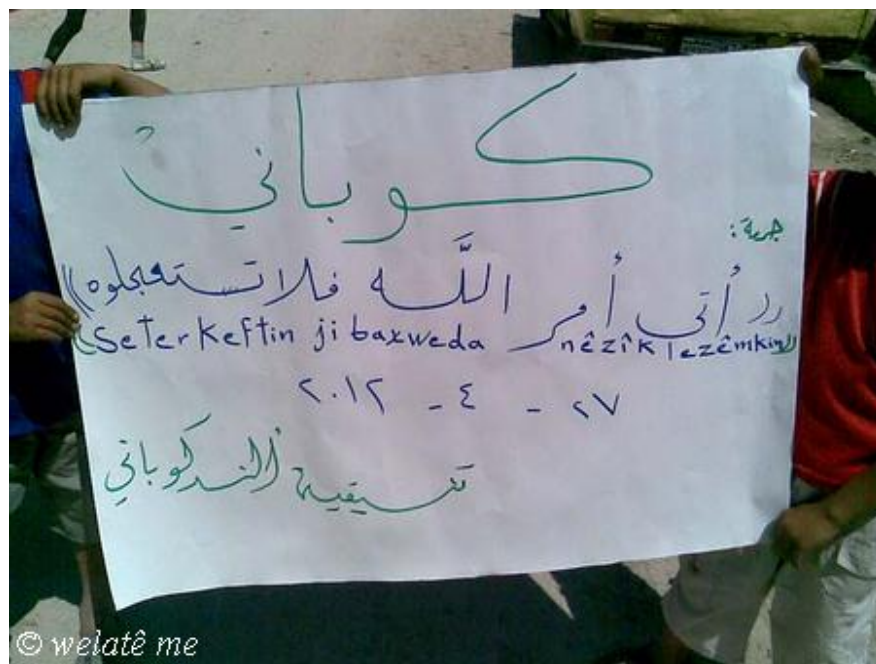 كوباني
جمعة:
(( أتى أمر الله فلا تستعجلوه ))
((Seterkeftin ji baxweda nêzîk lezêmkin))
٢٧ - ٤ - ٢٠١٢
تنسيقية كوباني
© welatê me